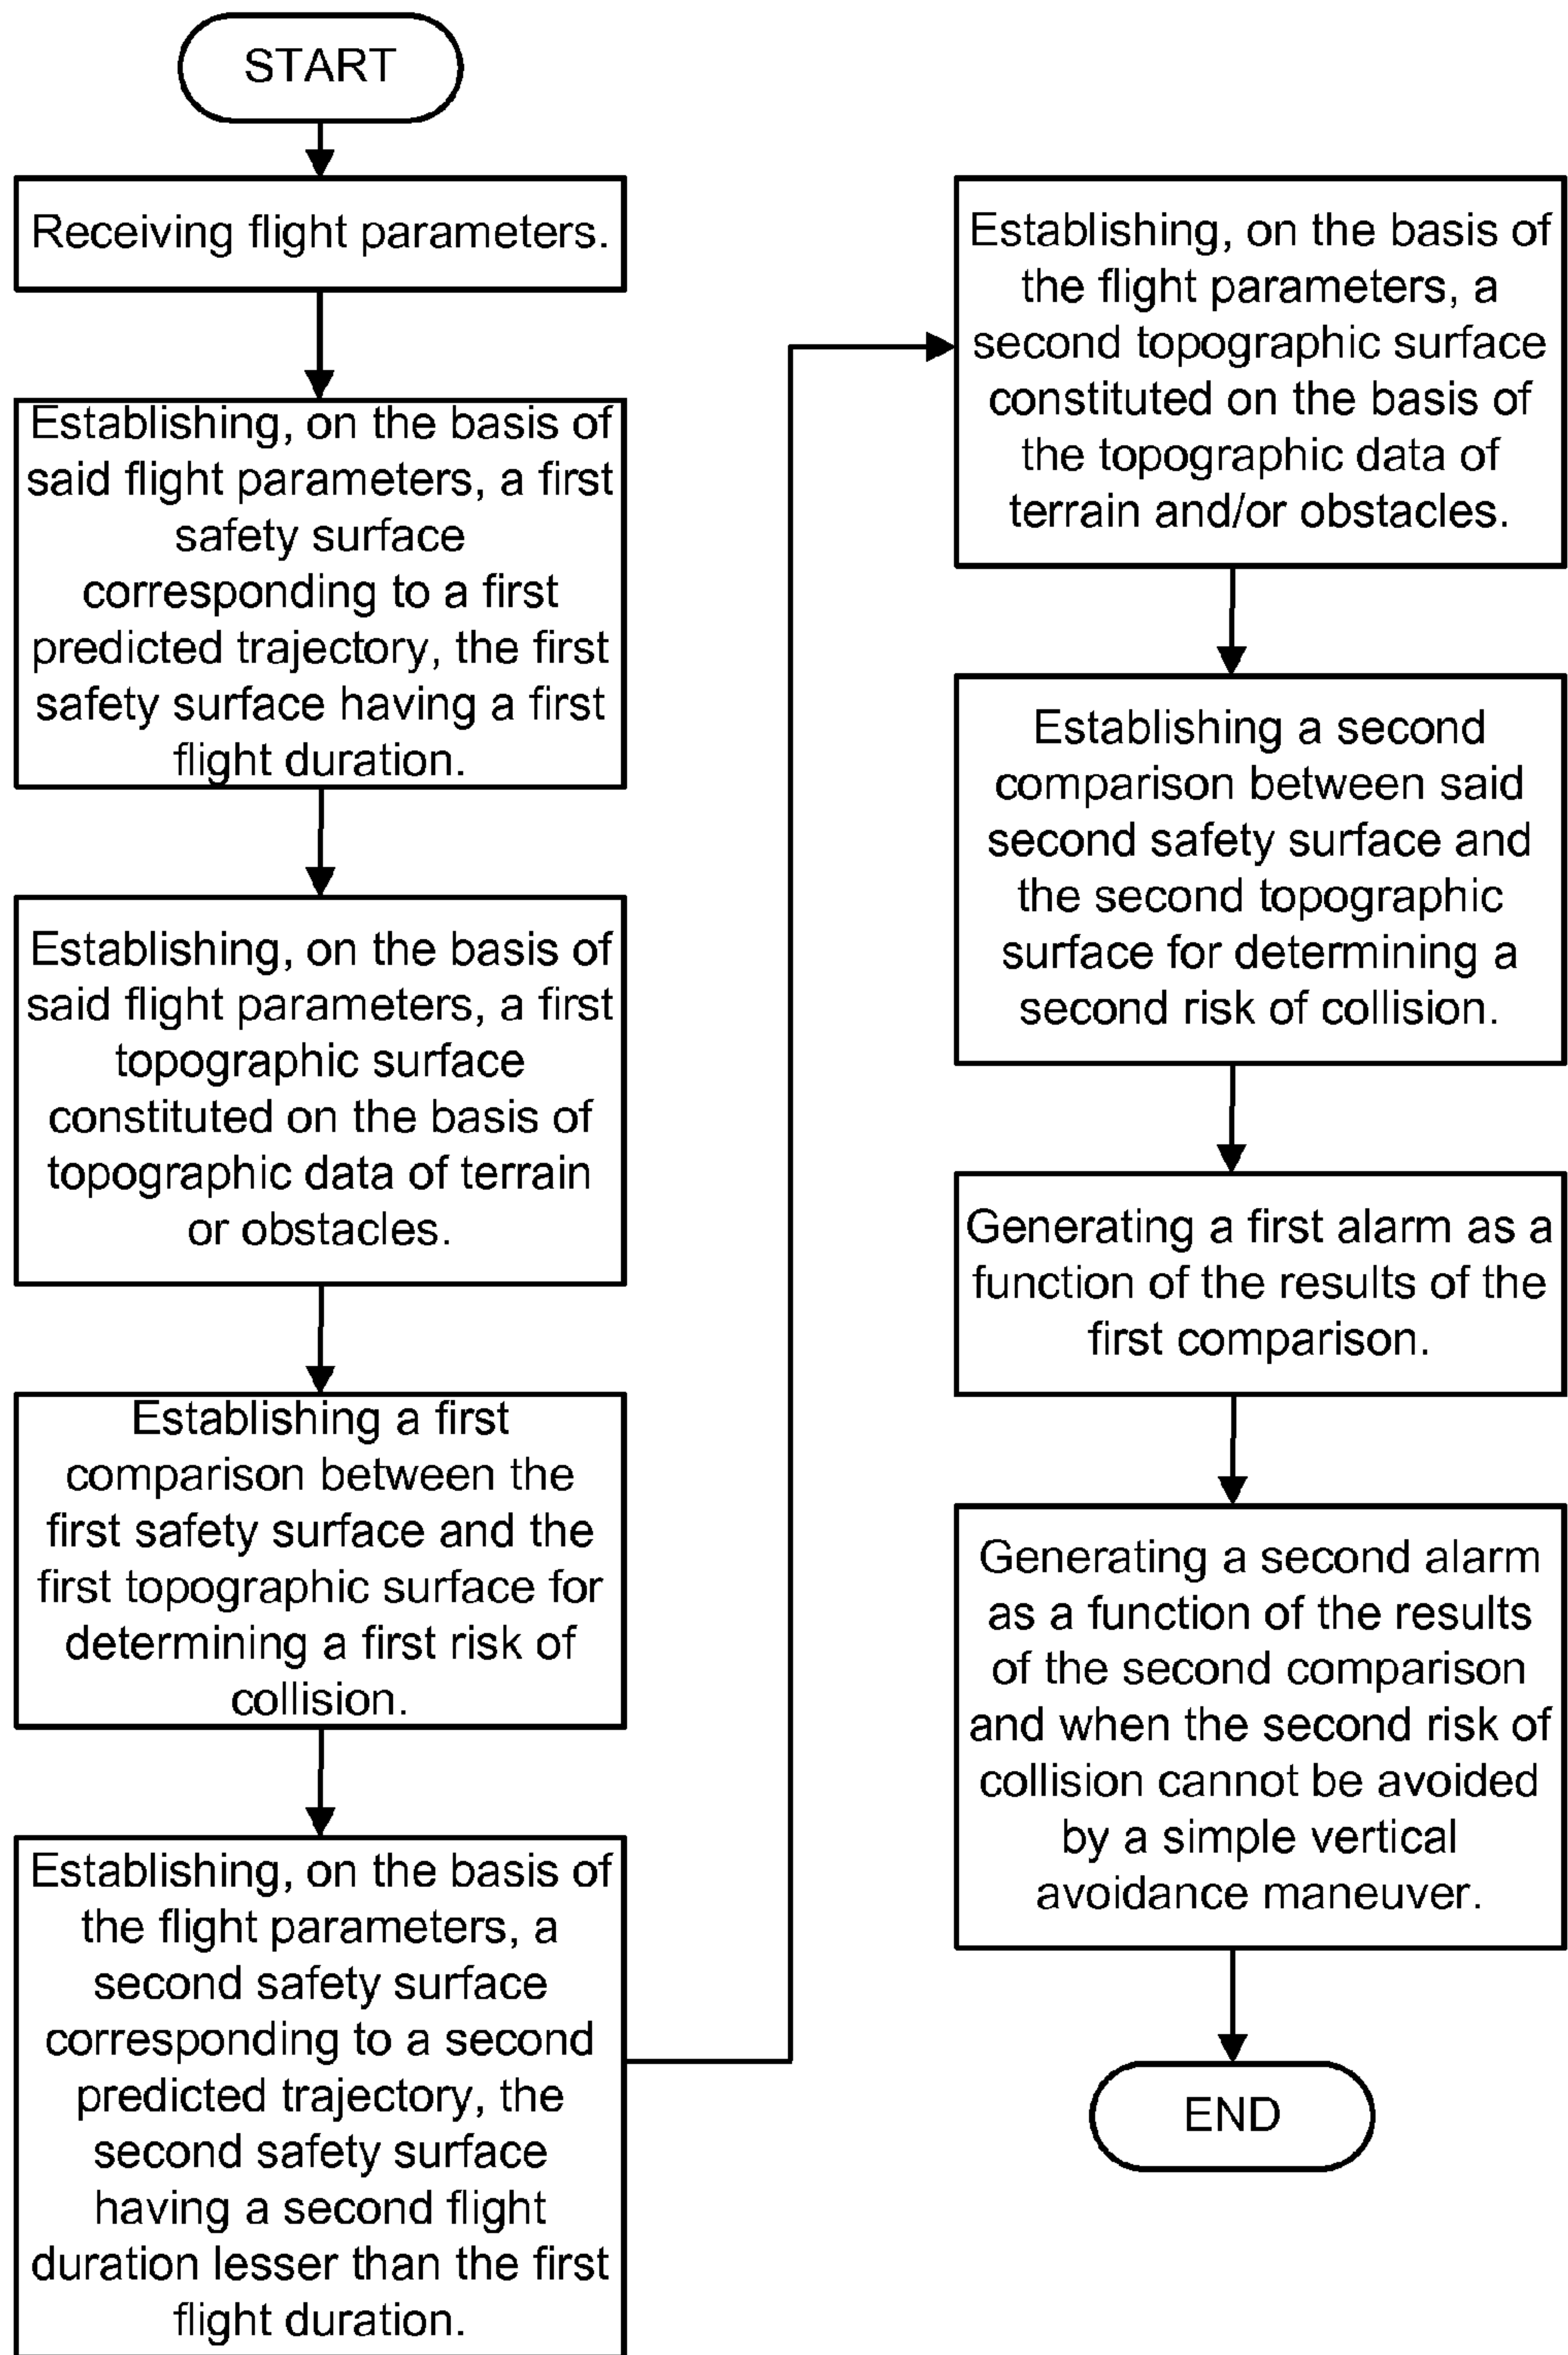 START
Receiving flight parameters.
Establishing, on the basis of
said flight parameters, a first
safety surface
corresponding to a first
predicted trajectory, the first
safety surface having a first
flight duration.
Establishing, on the basis of
said flight parameters, a first
topographic surface
constituted on the basis of
topographic data of terrain
or obstacles.
Establishing a first
comparison between the
first safety surface and the
first topographic surface for
determining a first risk of
collision.
Establishing, on the basis of
the flight parameters, a
second safety surface
corresponding to a second
predicted trajectory, the
second safety surface
having a second flight
duration lesser than the first
flight duration.
Establishing, on the basis of
the flight parameters, a
second topographic surface
constituted on the basis of
the topographic data of
terrain and/or obstacles.
Establishing a second
comparison between said
second safety surface and
the second topographic
surface for determining a
second risk of collision.
Generating a first alarm as a
function of the results of the
first comparison.
Generating a second alarm
as a function of the results
of the second comparison
and when the second risk of
collision cannot be avoided
by a simple vertical
avoidance maneuver.
END